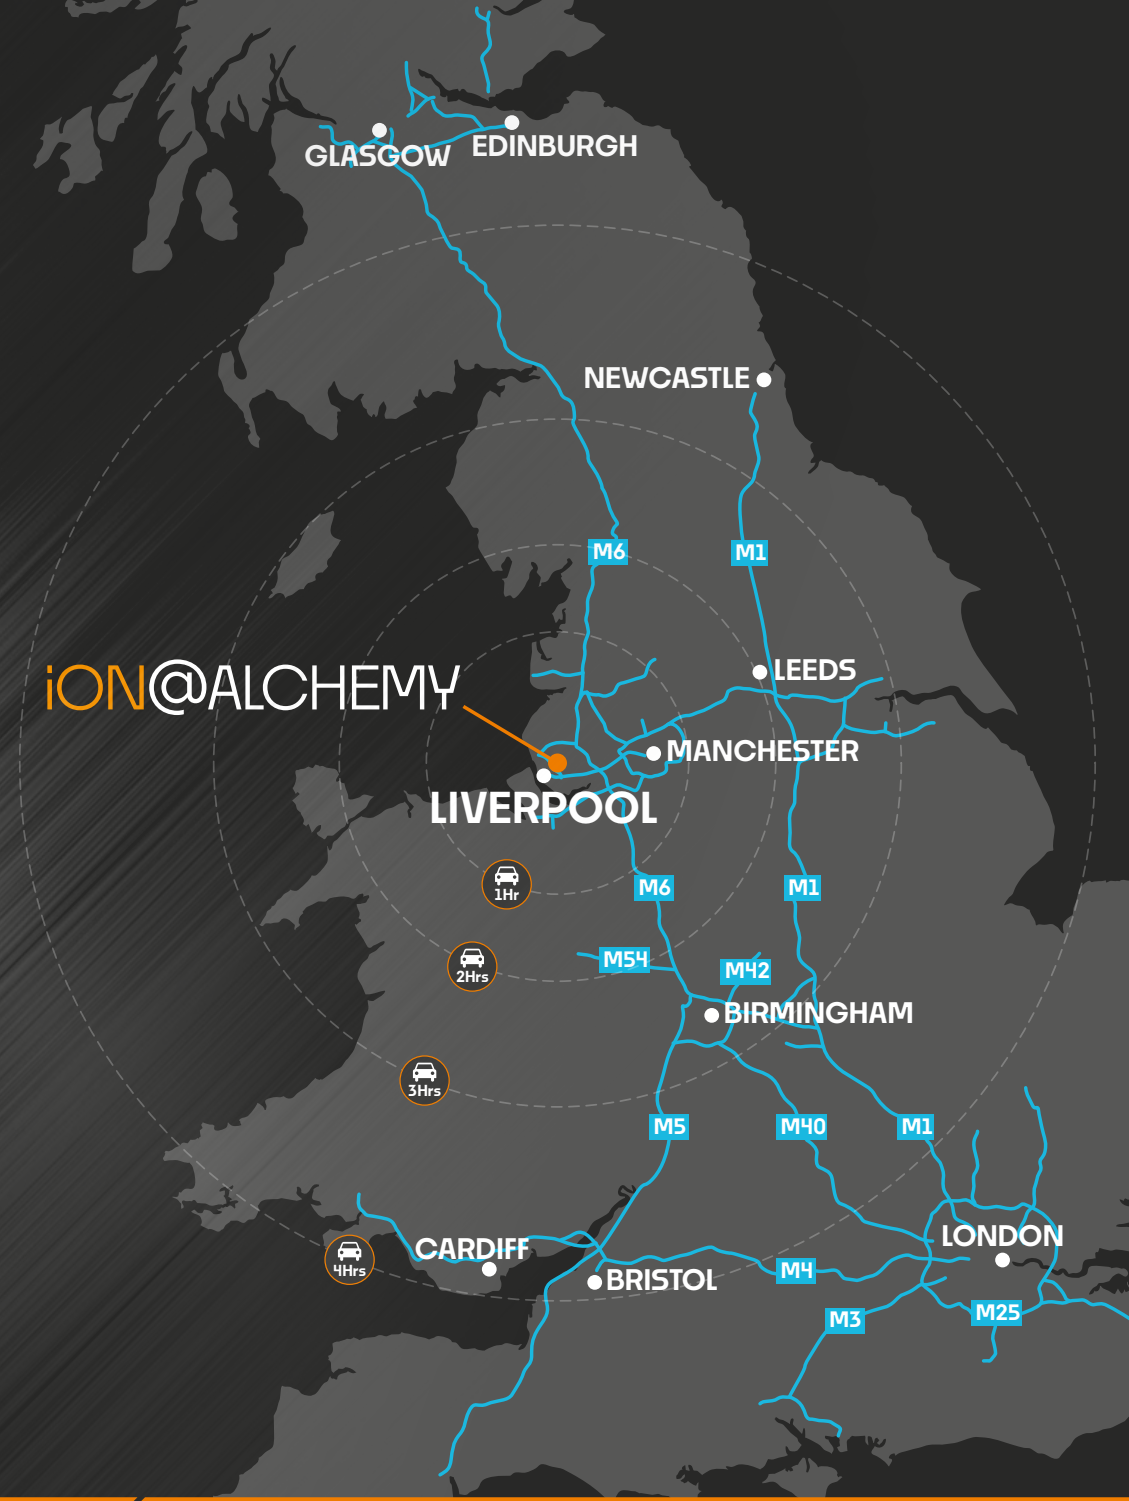 GLASGOW
EDINBURGH
NEWCASTLE
M6
M1
iON@ALCHEMY
LEEDS
MANCHESTER
LIVERPOOL
1Hr
M6
M1
2Hrs
M54
M42
BIRMINGHAM
3Hrs
M5
M40
M1
4Hrs
CARDIFF
LONDON
BRISTOL
M4
M3
M25